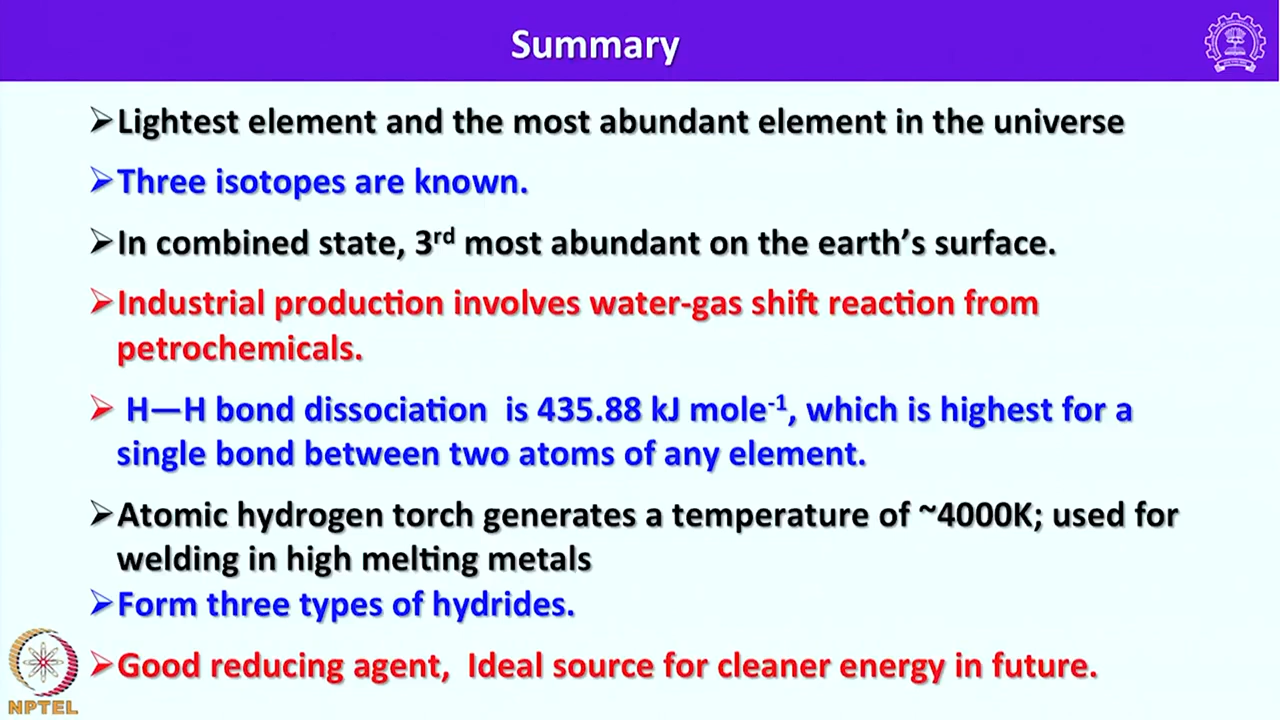 Summary
➢Lightest element and the most abundant element in the universe
➢Three isotopes are known.
➢In combined state, 3rd most abundant on the earth's surface.
➢Industrial production involves water-gas shift reaction from
petrochemicals.
➢ H—H bond dissociation is 435.88 kJ mole-1, which is highest for a
single bond between two atoms of any element.
➢Atomic hydrogen torch generates a temperature of ~4000K; used for
welding in high melting metals
➢Form three types of hydrides.
➢Good reducing agent, Ideal source for cleaner energy in future.
NPTEL